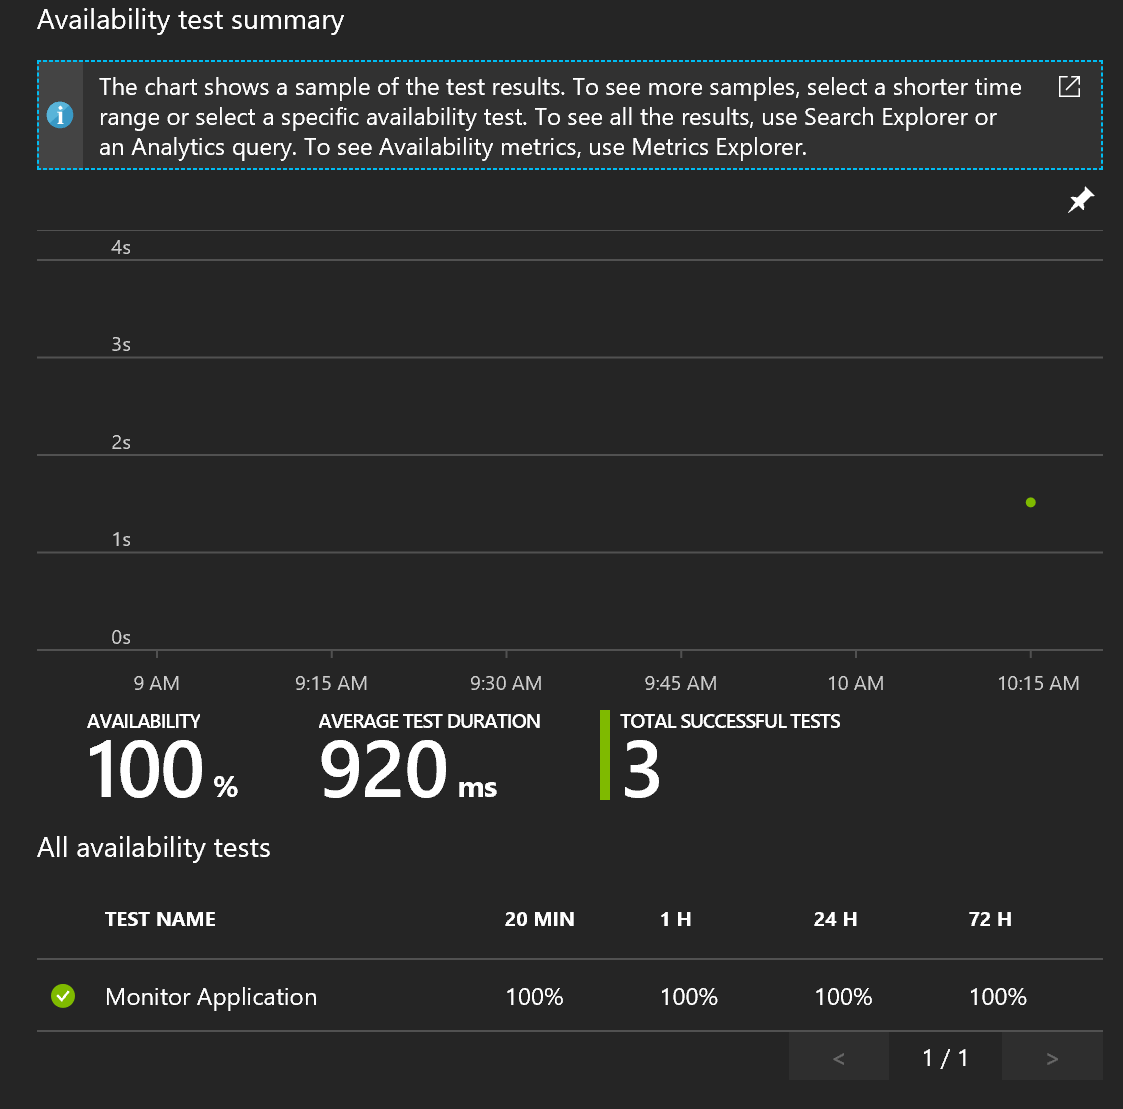 Availability test summary
The chart shows a sample of the test results. To see more samples, select a shorter time
range or select a specific availability test. To see all the results, use Search Explorer or
an Analytics query. To see Availability metrics, use Metrics Explorer.
4s
3s
2s
1s
0s
9 AM 9:15 AM 9:30 AM 9:45 AM 10 AM 10:15 AM
AVAILABILITY AVERAGE TEST DURATION TOTAL SUCCESSFUL TESTS
100 % 920 ms 3
All availability tests
TEST NAME 20 MIN 1 H 24 H 72 H
Monitor Application 100% 100% 100% 100%
< 1 / 1 >